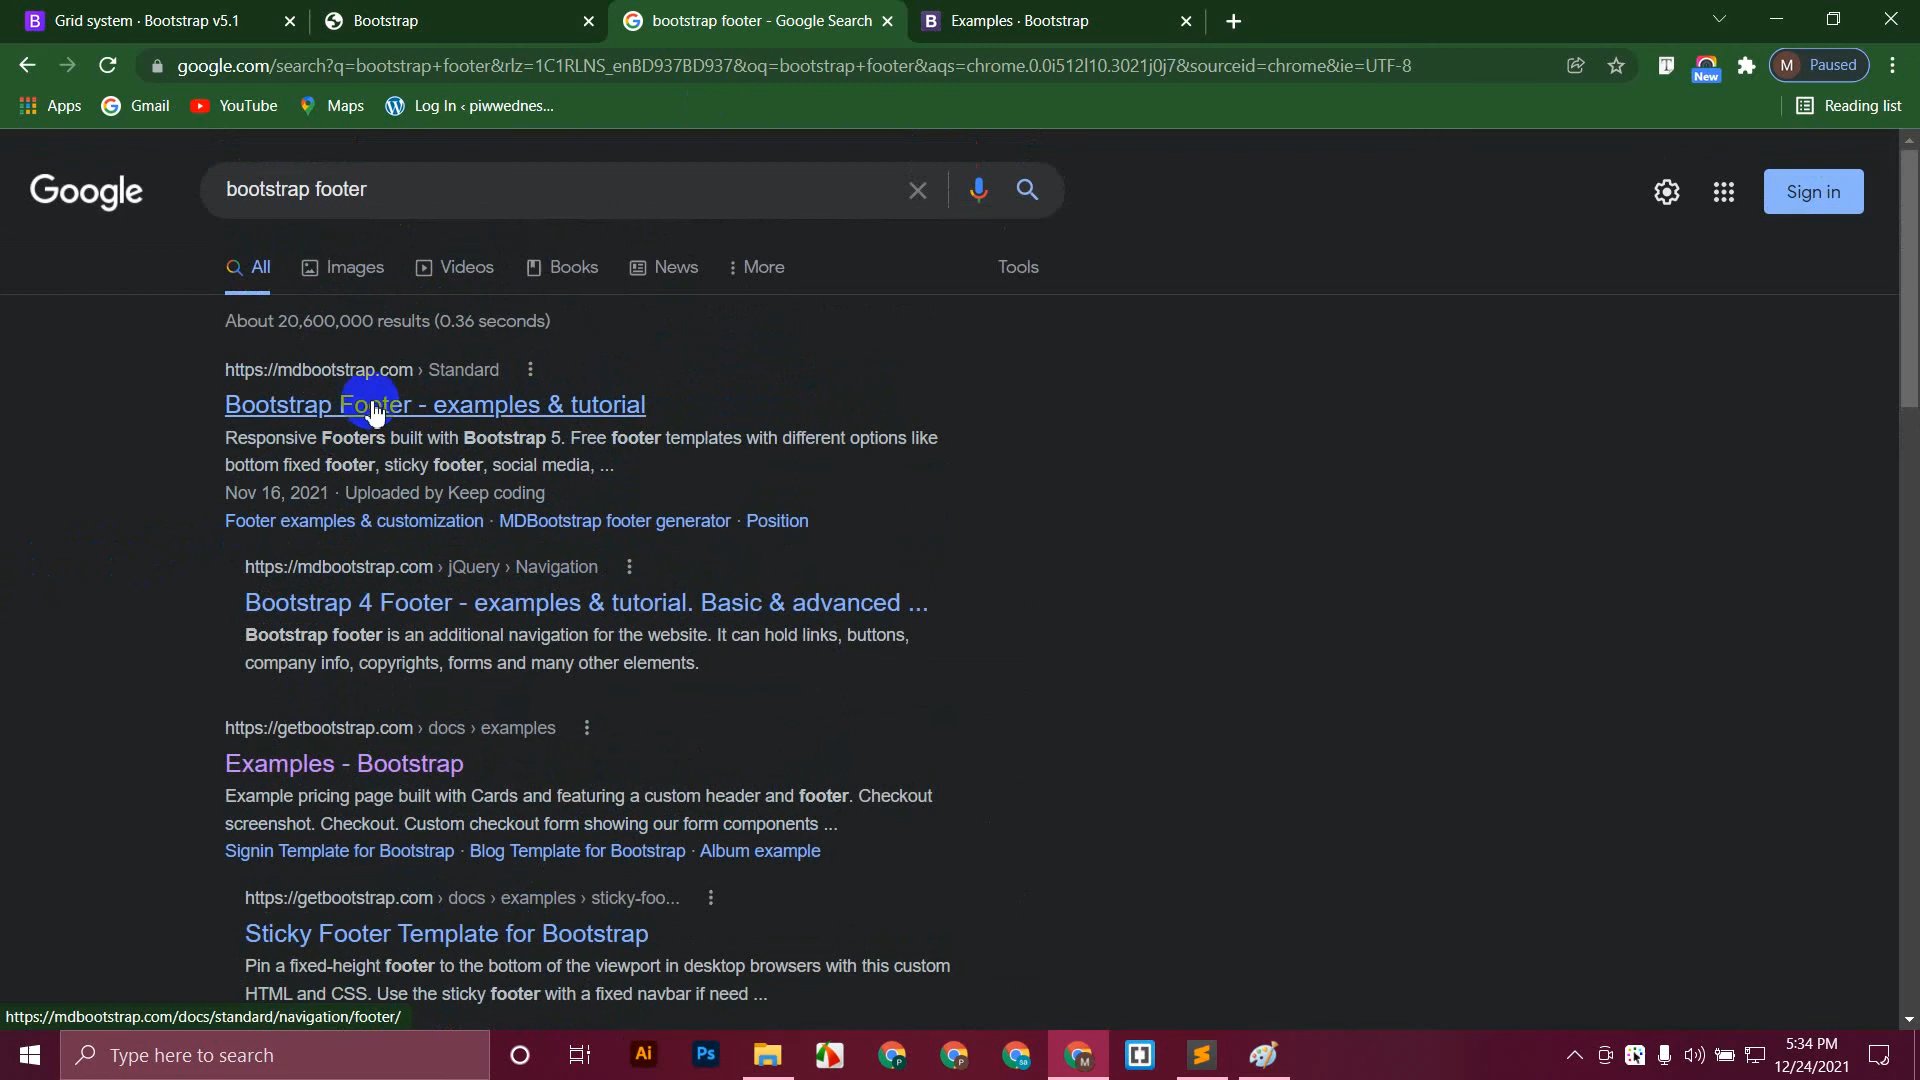 Grid system · Bootstrap v5.1
Bootstrap
bootstrap footer - Google Search
Examples · Bootstrap
google.com/search?q=bootstrap+footer&rlz=1C1RLNS_enBD937BD937&oq=bootstrap+footer&aqs=chrome.0.0i512l10.3021j0j7&sourceid=chrome&ie=UTF-8
New
M Paused
Apps
Gmail
YouTube
Maps
Log In ‹ piwwednes...
Reading list
Google
bootstrap footer
Sign in
All
Images
Videos
Books
News
More
Tools
About 20,600,000 results (0.36 seconds)
https://mdbootstrap.com › Standard
Bootstrap Footer - examples & tutorial
Responsive Footers built with Bootstrap 5. Free footer templates with different options like
bottom fixed footer, sticky footer, social media, ...
Nov 16, 2021 · Uploaded by Keep coding
Footer examples & customization · MDBootstrap footer generator · Position
https://mdbootstrap.com › jQuery › Navigation
Bootstrap 4 Footer - examples & tutorial. Basic & advanced ...
Bootstrap footer is an additional navigation for the website. It can hold links, buttons,
company info, copyrights, forms and many other elements.
https://getbootstrap.com › docs › examples
Examples - Bootstrap
Example pricing page built with Cards and featuring a custom header and footer. Checkout
screenshot. Checkout. Custom checkout form showing our form components ...
Signin Template for Bootstrap · Blog Template for Bootstrap · Album example
https://getbootstrap.com › docs › examples › sticky-foo...
Sticky Footer Template for Bootstrap
Pin a fixed-height footer to the bottom of the viewport in desktop browsers with this custom
HTML and CSS. Use the sticky footer with a fixed navbar if need ...
https://mdbootstrap.com/docs/standard/navigation/footer/
Type here to search
Ai
Ps
5:34 PM
12/24/2021